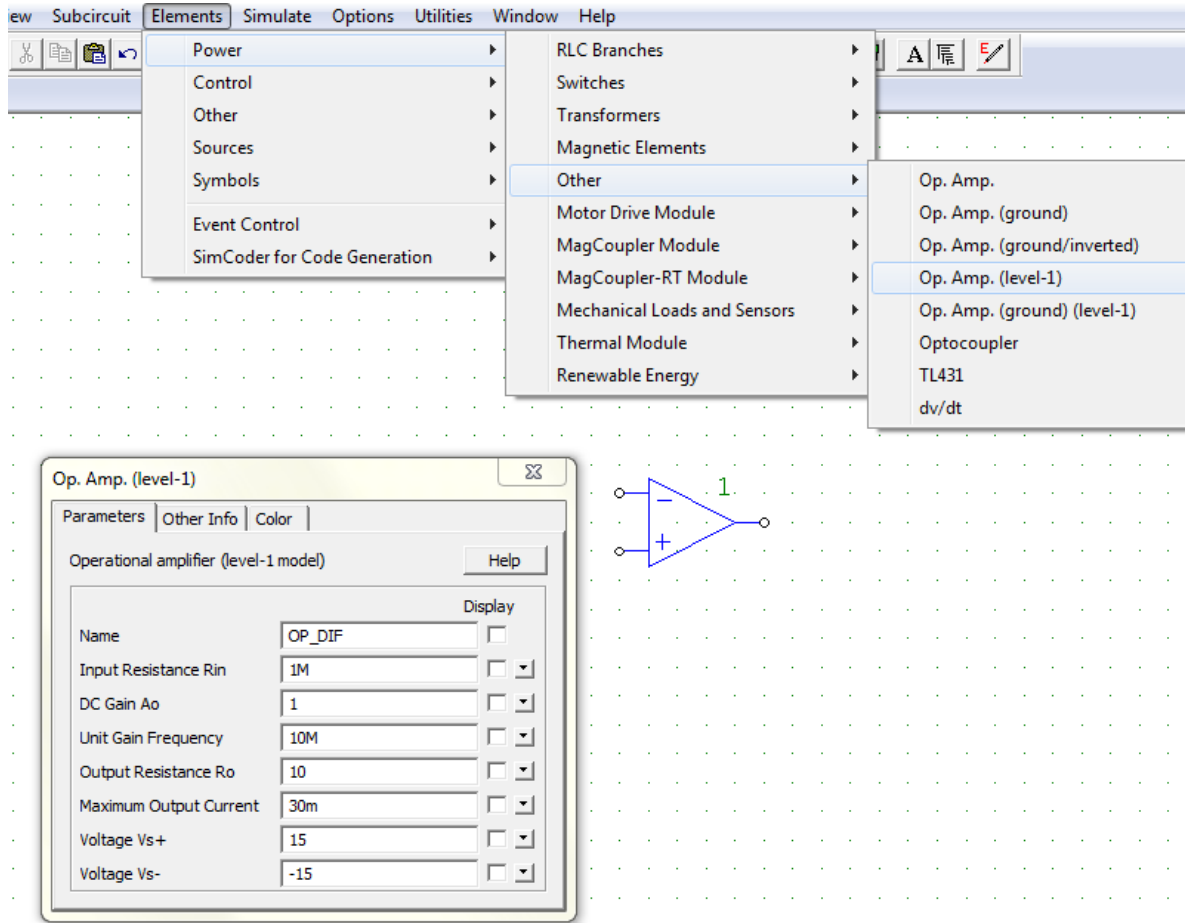 ew Subcircuit Elements Simulate Options Utilities Window Help
A E
Power
Control
Other
Sources
Symbols
Event Control
SimCoder for Code Generation
RLC Branches
Switches
Transformers
Magnetic Elements
Other
Motor Drive Module
MagCoupler Module
MagCoupler-RT Module
Mechanical Loads and Sensors
Thermal Module
Renewable Energy
Op. Amp.
Op. Amp. (ground)
Op. Amp. (ground/inverted)
Op. Amp. (level-1)
Op. Amp. (ground) (level-1)
Optocoupler
TL431
dv/dt
Op. Amp. (level-1)
Parameters Other Info Color
Operational amplifier (level-1 model) Help
Display
Name OP_DIF
Input Resistance Rin 1M
DC Gain Ao 1
Unit Gain Frequency 10M
Output Resistance Ro 10
Maximum Output Current 30m
Voltage Vs+ 15
Voltage Vs- -15
1
−
+